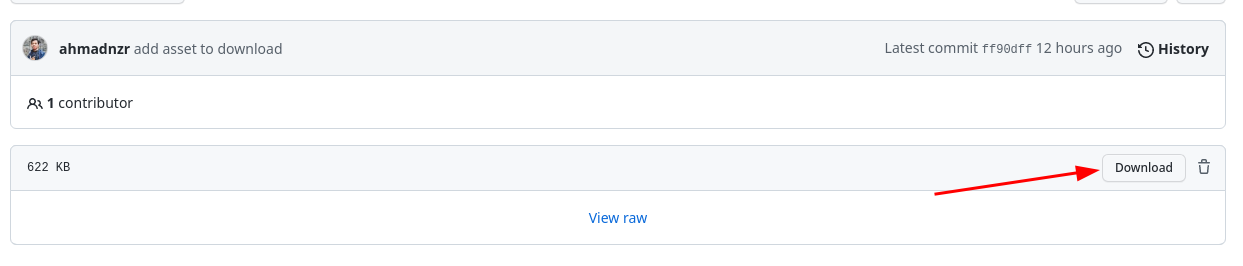 ahmadnzr add asset to download Latest commit ff90dff 12 hours ago History
1 contributor
622 KB Download
View raw